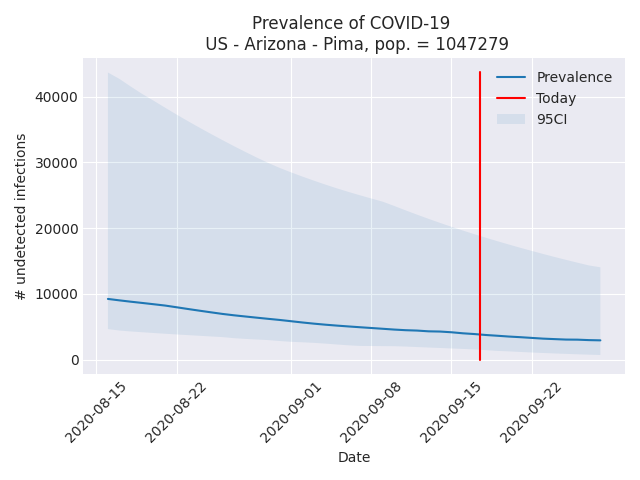 Prevalence of COVID-19
US - Arizona - Pima, pop. = 1047279
Prevalence
Today
95CI
# undetected infections
40000
30000
20000
10000
0
2020-08-15
2020-08-22
2020-09-01
2020-09-08
2020-09-15
2020-09-22
Date